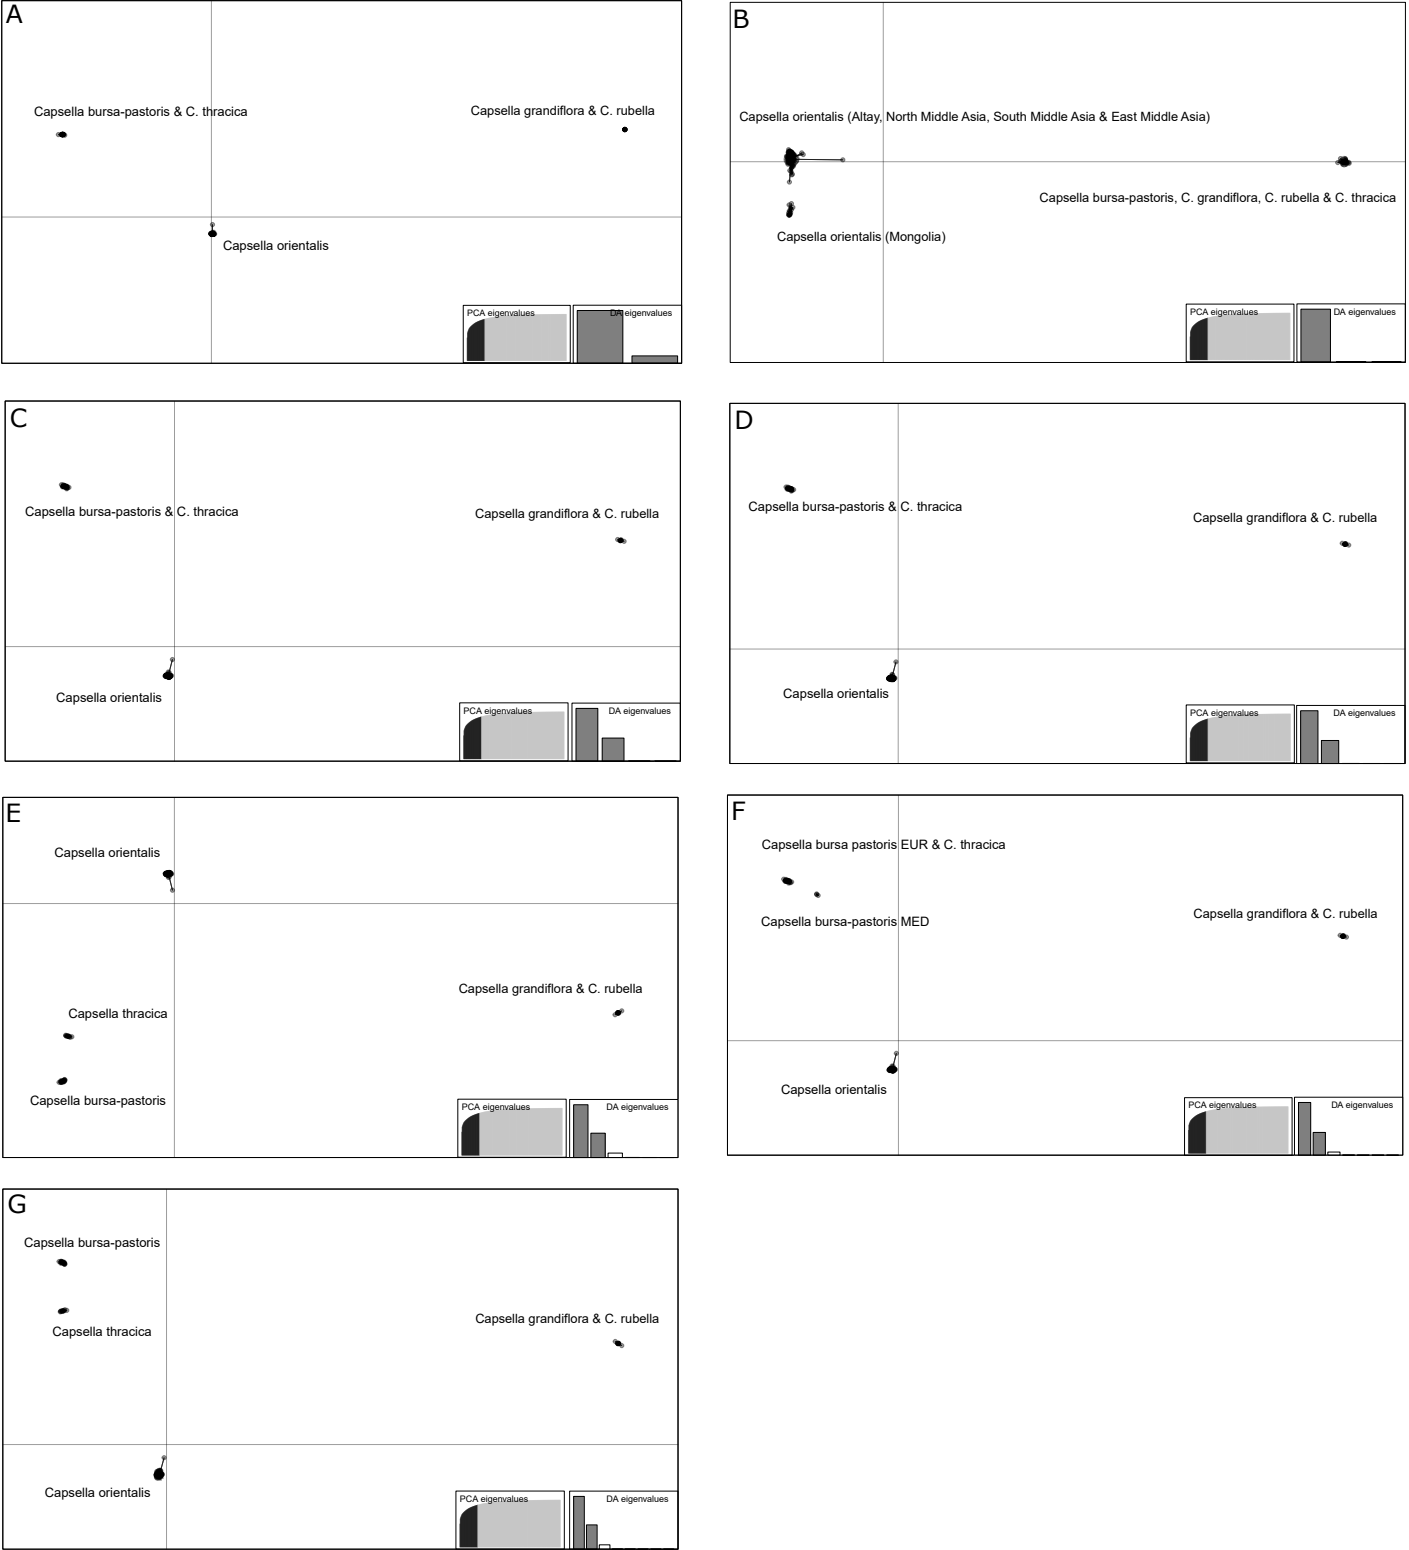 A
Capsella bursa-pastoris & C. thracica
Capsella grandiflora & C. rubella
Capsella orientalis
PCA eigenvalues
DA eigenvalues
B
Capsella orientalis (Altay, North Middle Asia, South Middle Asia & East Middle Asia)
Capsella bursa-pastoris, C. grandiflora, C. rubella & C. thracica
Capsella orientalis (Mongolia)
PCA eigenvalues
DA eigenvalues
C
Capsella bursa-pastoris & C. thracica
Capsella grandiflora & C. rubella
Capsella orientalis
PCA eigenvalues
DA eigenvalues
D
Capsella bursa-pastoris & C. thracica
Capsella grandiflora & C. rubella
Capsella orientalis
PCA eigenvalues
DA eigenvalues
E
Capsella orientalis
Capsella grandiflora & C. rubella
Capsella thracica
Capsella bursa-pastoris
PCA eigenvalues
DA eigenvalues
F
Capsella bursa pastoris EUR & C. thracica
Capsella bursa-pastoris MED
Capsella grandiflora & C. rubella
Capsella orientalis
PCA eigenvalues
DA eigenvalues
G
Capsella bursa-pastoris
Capsella thracica
Capsella grandiflora & C. rubella
Capsella orientalis
PCA eigenvalues
DA eigenvalues